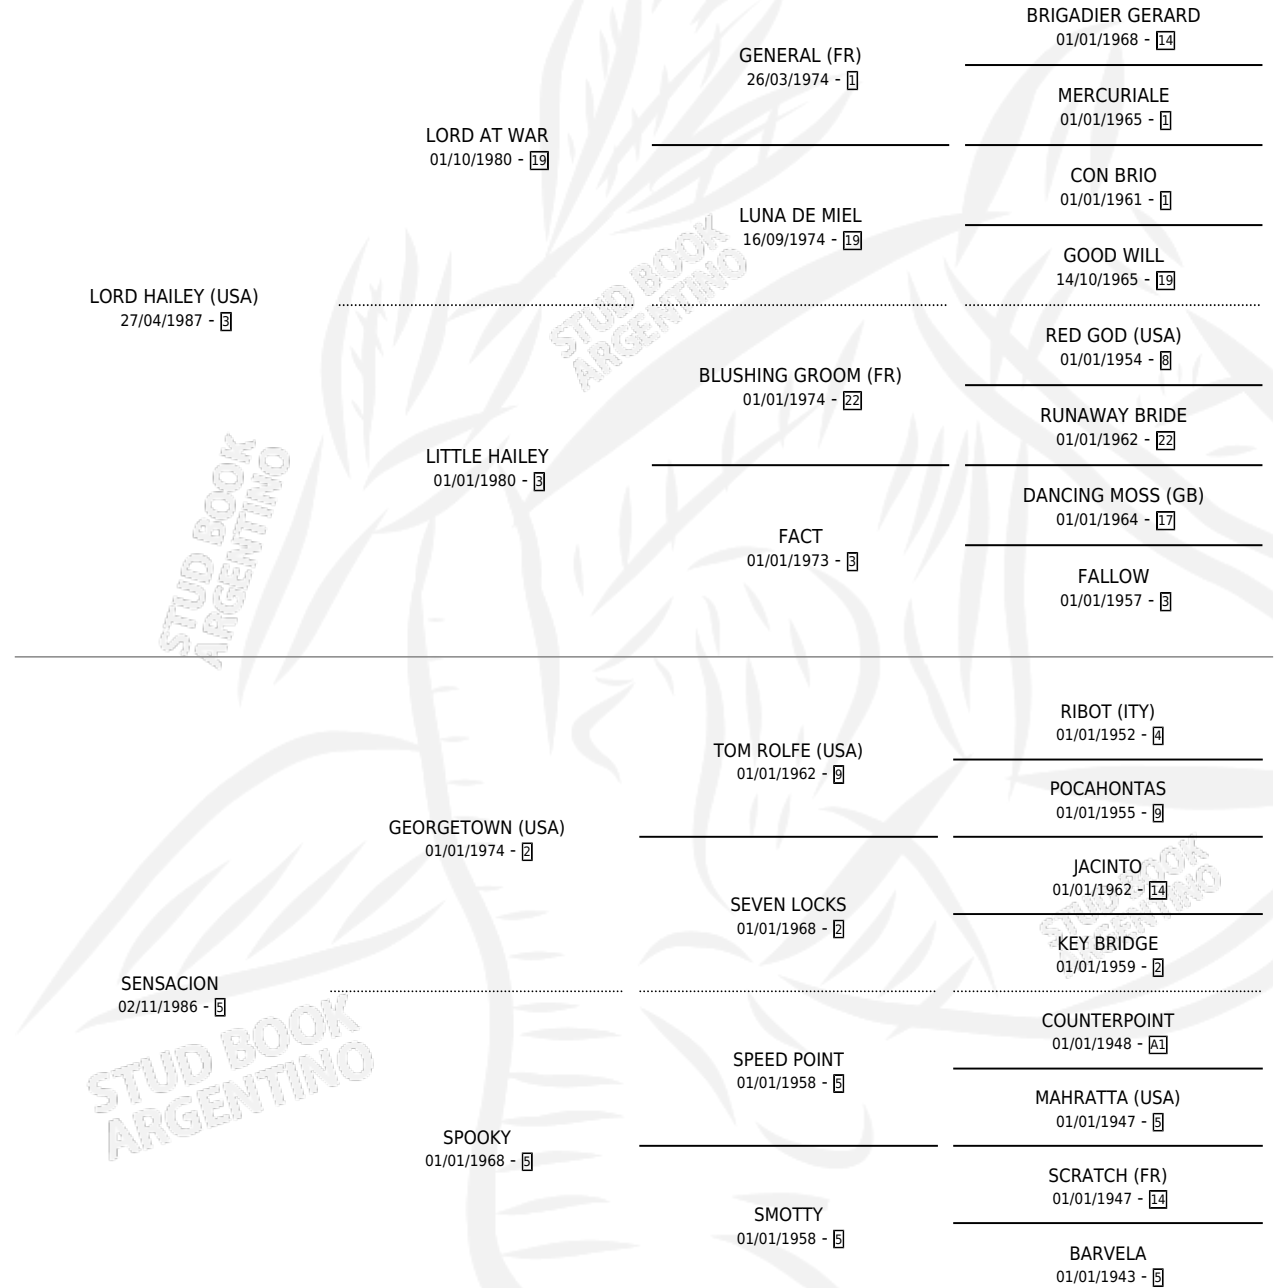 BRIGADIER GERARD
01/01/1968 - 14
GENERAL (FR)
26/03/1974 - 1
MERCURIALE
01/01/1965 - 1
LORD AT WAR
01/10/1980 - 19
CON BRIO
01/01/1961 - 1
LUNA DE MIEL
16/09/1974 - 19
GOOD WILL
14/10/1965 - 19
LORD HAILEY (USA)
27/04/1987 - 3
STUD BOOK
ARGENTINO
RED GOD (USA)
01/01/1954 - 8
BLUSHING GROOM (FR)
01/01/1974 - 22
RUNAWAY BRIDE
01/01/1962 - 22
LITTLE HAILEY
01/01/1980 - 3
DANCING MOSS (GB)
01/01/1964 - 17
FACT
01/01/1973 - 3
FALLOW
01/01/1957 - 3
STUD BOOK
ARGENTINO
RIBOT (ITY)
01/01/1952 - 4
TOM ROLFE (USA)
01/01/1962 - 9
POCAHONTAS
01/01/1955 - 9
GEORGETOWN (USA)
01/01/1974 - 2
JACINTO
01/01/1962 - 14
SEVEN LOCKS
01/01/1968 - 2
STUD BOOK
ARGENTINO
KEY BRIDGE
01/01/1959 - 2
SENSACION
02/11/1986 - 5
COUNTERPOINT
01/01/1948 - A1
SPEED POINT
01/01/1958 - 5
STUD BOOK
ARGENTINO
MAHRATTA (USA)
01/01/1947 - 5
SPOOKY
01/01/1968 - 5
SCRATCH (FR)
01/01/1947 - 14
SMOTTY
01/01/1958 - 5
BARVELA
01/01/1943 - 5